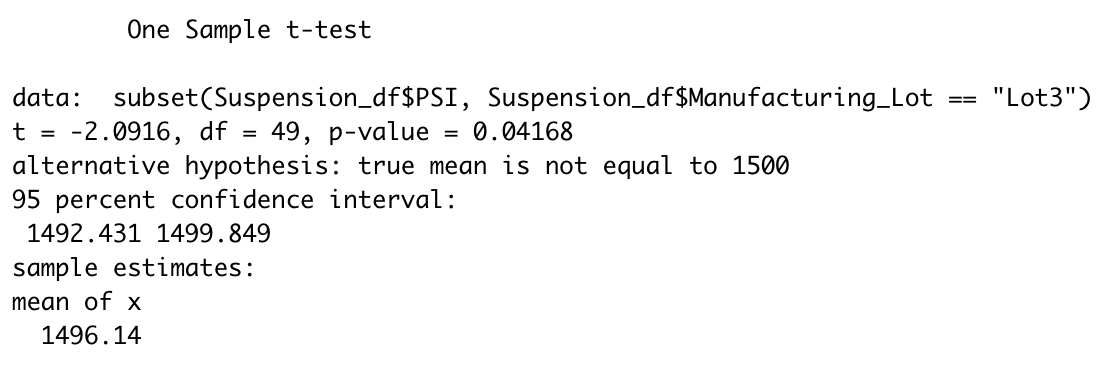 One Sample t-test
data:  subset(Suspension_df$PSI, Suspension_df$Manufacturing_Lot == "Lot3")
t = -2.0916, df = 49, p-value = 0.04168
alternative hypothesis: true mean is not equal to 1500
95 percent confidence interval:
1492.431 1499.849
sample estimates:
mean of x
1496.14